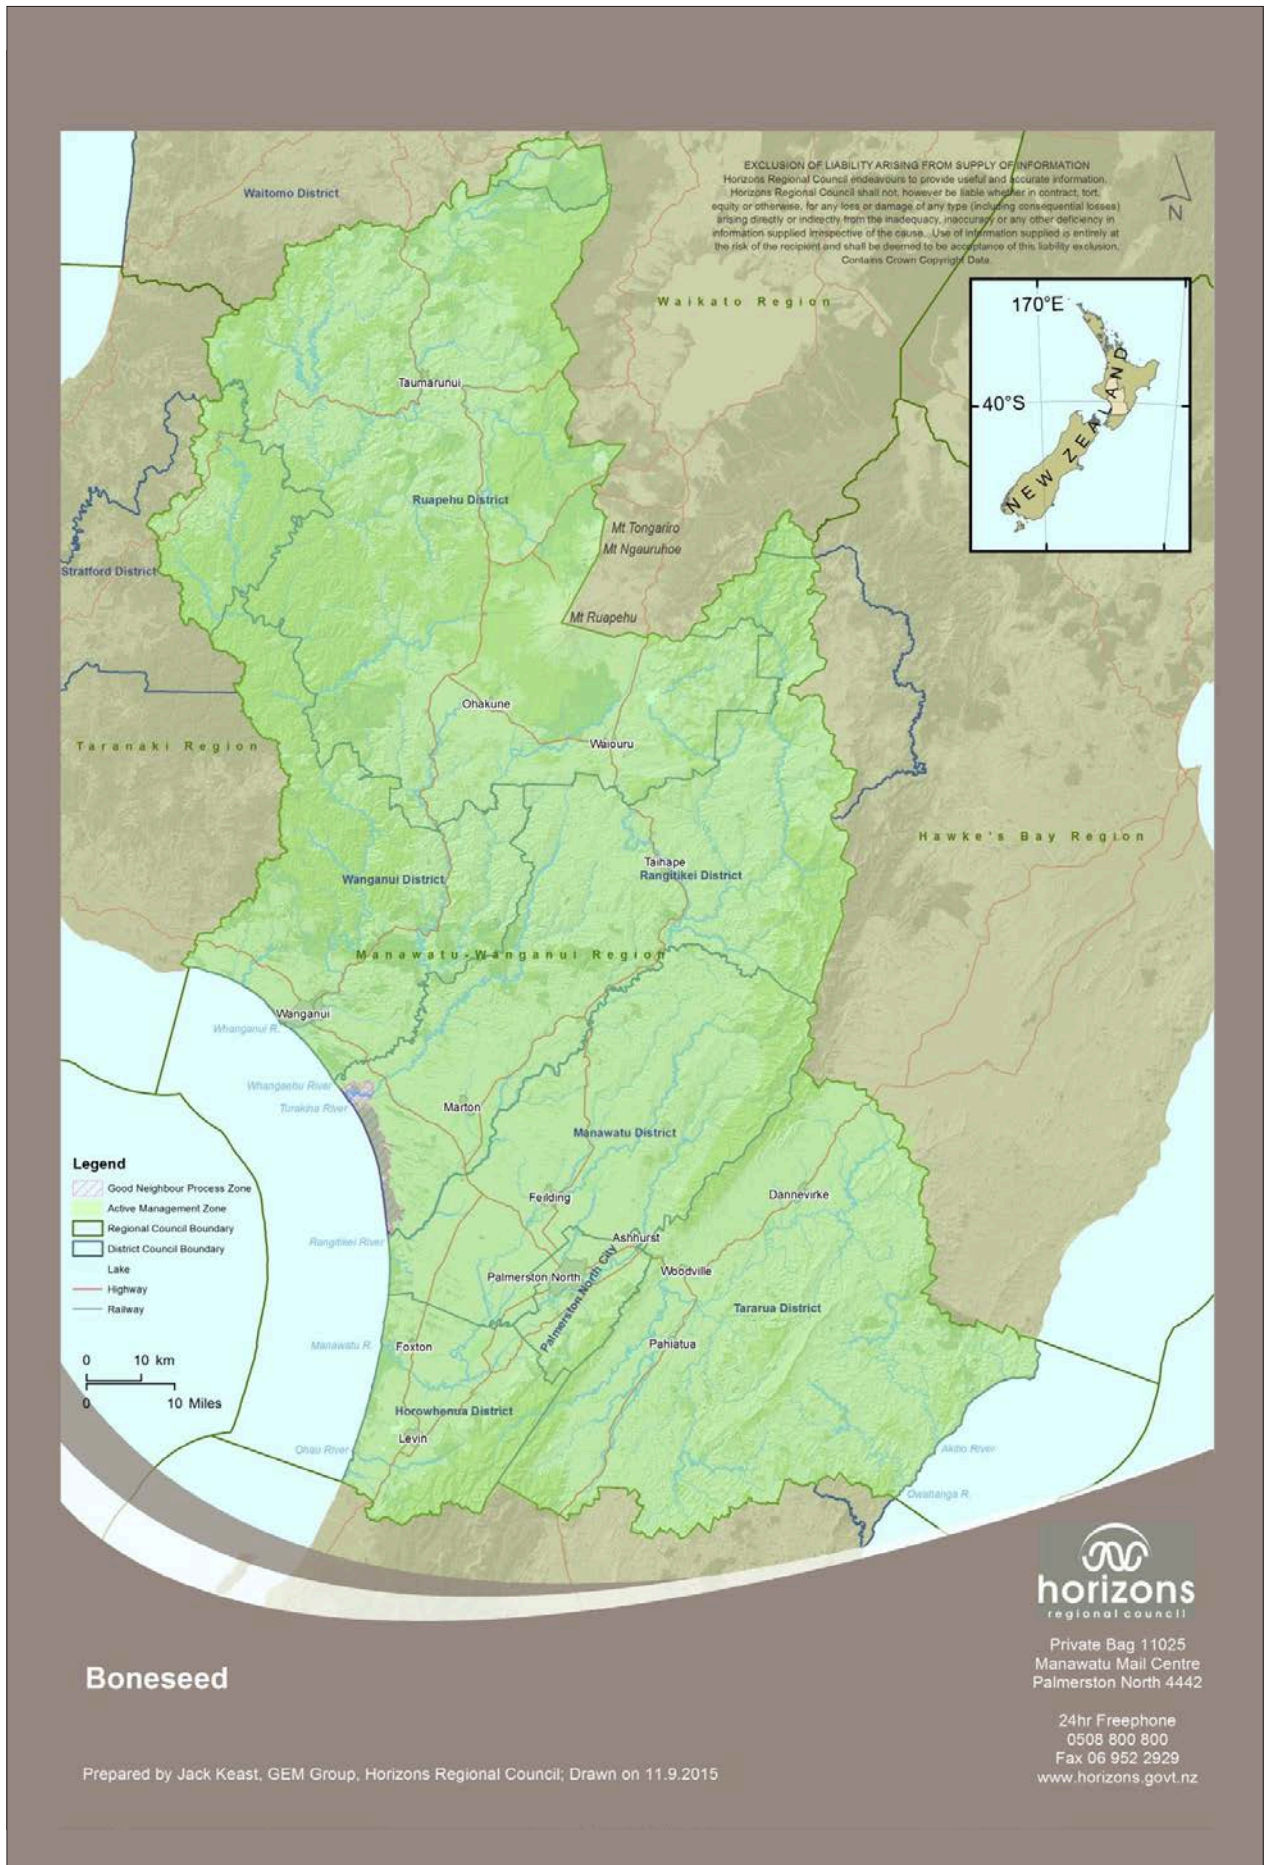 EXCLUSION OF LIABILITY ARISING FROM SUPPLY OF INFORMATION
Horizons Regional Council endeavours to provide useful and accurate information.
Horizons Regional Council shall not, however be liable whether in contract, tort,
equity or otherwise, for any loss or damage of any type (including consequential losses)
arising directly or indirectly from the inadequacy, inaccuracy or any other deficiency in
information supplied irrespective of the cause. Use of information supplied is entirely at
the risk of the recipient and shall be deemed to be acceptance of this liability exclusion.
Contains Crown Copyright Data.
N
Waitomo District
Waikato Region
170°E
40°S
NEW ZEALAND
Taumarunui
Ruapehu District
Mt Tongariro
Mt Ngauruhoe
Stratford District
Mt Ruapehu
Ohakune
Taranaki Region
Waiouru
Hawke's Bay Region
Taihape
Rangitikei District
Wanganui District
Manawatu-Wanganui Region
Wanganui
Whanganui R.
Whangaehu River
Turakina River
Marton
Manawatu District
Legend
Good Neighbour Process Zone
Active Management Zone
Regional Council Boundary
District Council Boundary
Lake
Highway
Railway
0 10 km
0 10 Miles
Feilding
Dannevirke
Ashhurst
Rangitikei River
Palmerston North
Palmerston North City
Woodville
Tararua District
Manawatu R.
Foxton
Pahiatua
Horowhenua District
Levin
Ohau River
Akitio River
Owahanga R.
horizons
regional council
Private Bag 11025
Manawatu Mail Centre
Palmerston North 4442
24hr Freephone
0508 800 800
Fax 06 952 2929
www.horizons.govt.nz
Boneseed
Prepared by Jack Keast, GEM Group, Horizons Regional Council; Drawn on 11.9.2015